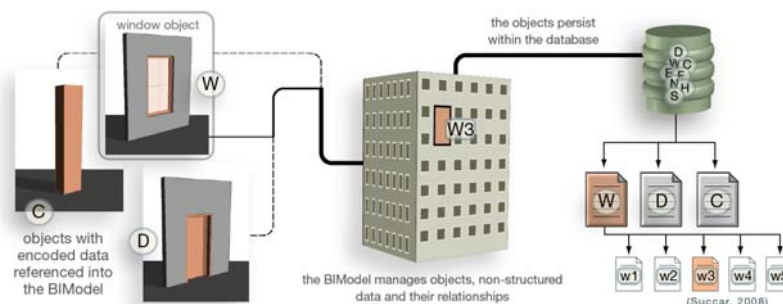 window object
W
C
objects with
encoded data
referenced into
the BIModel
D
W3
the BIModel manages objects, non-structured
data and their relationships
the objects persist
within the database
D
W C
E F
N H
S
W
D
C
w1
w2
w3
w4
w5
(Succar, 2008)